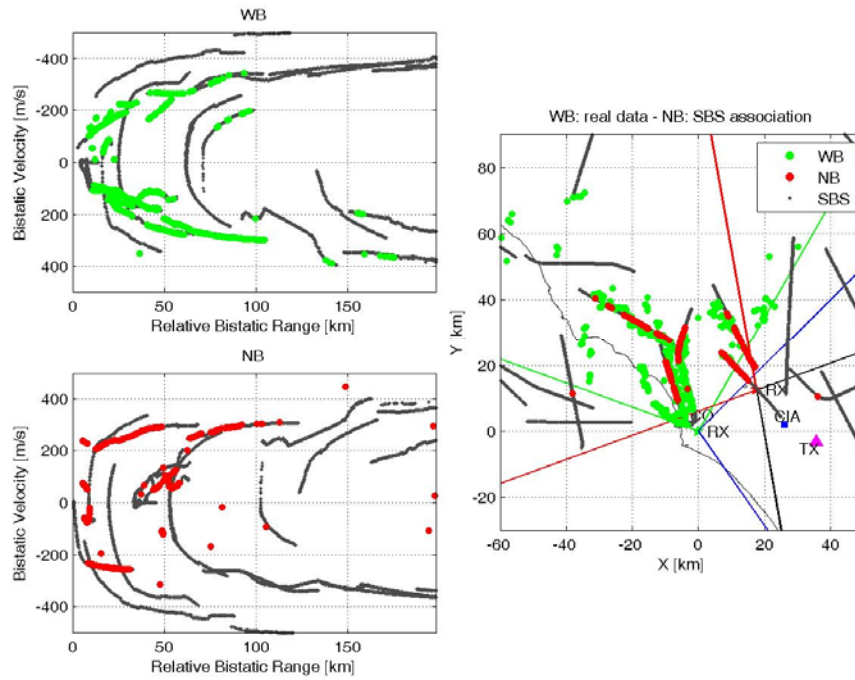 WB
-400
-200
0
200
400
Bistatic Velocity [m/s]
0 50 100 150
Relative Bistatic Range [km]
NB
400
200
0
-200
-400
Bistatic Velocity [m/s]
0 50 100 150
Relative Bistatic Range [km]
WB: real data - NB: SBS association
WB
NB
SBS
80
60
40
20
0
-20
Y [km]
CO
RX
RX
CIA
TX
-60 -40 -20 0 20 40
X [km]